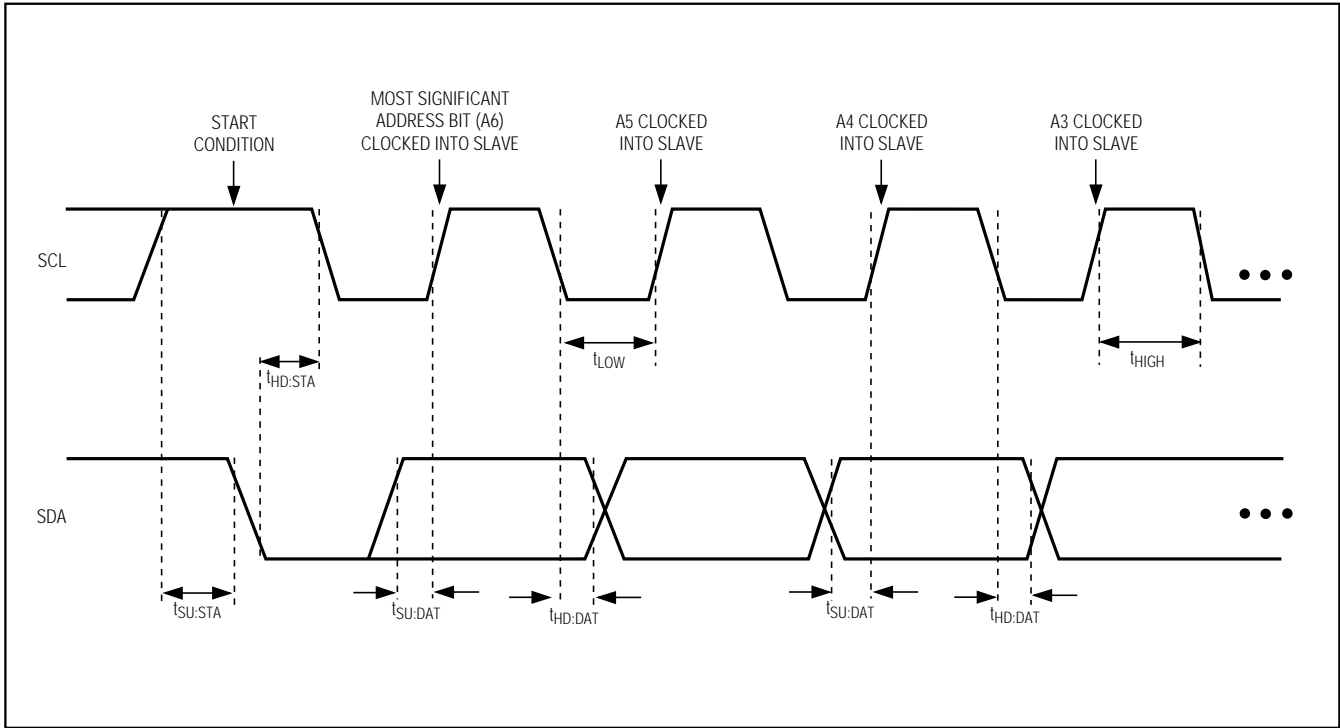 START
CONDITION
MOST SIGNIFICANT
ADDRESS BIT (A6)
CLOCKED INTO SLAVE
A5 CLOCKED
INTO SLAVE
A4 CLOCKED
INTO SLAVE
A3 CLOCKED
INTO SLAVE
SCL
tHD:STA
tLOW
tHIGH
SDA
tSU:STA
tSU:DAT
tHD:DAT
tSU:DAT
tHD:DAT